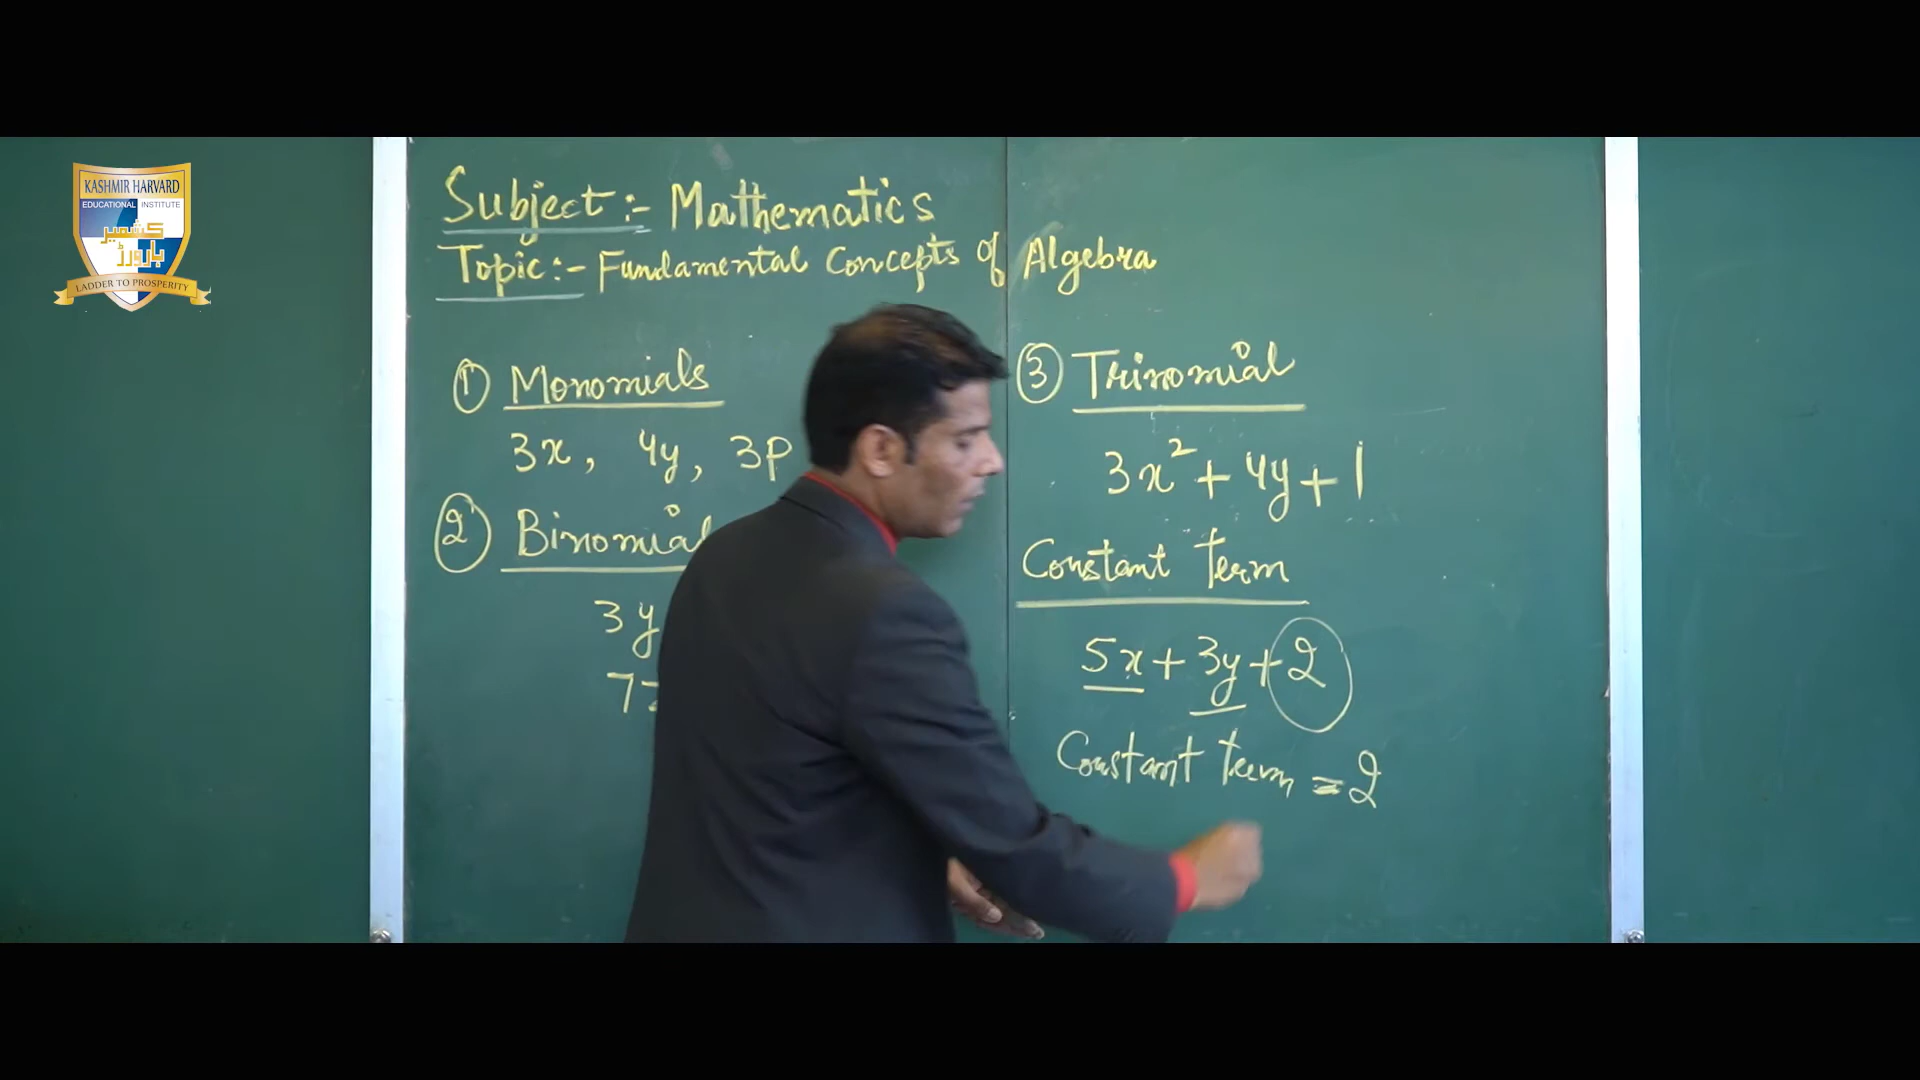 KASHMIR HARVARD
EDUCATIONAL INSTITUTE
کشمیر
ہارورڈ
LADDER TO PROSPERITY
Subject:- Mathematics
Topic:- Fundamental Concepts of Algebra
① Monomials
3x, 4y, 3p
② Binomial
3y
③ Trinomial
3x² + 4y + 1
Constant Term
5x + 3y + 2
Constant term = 2